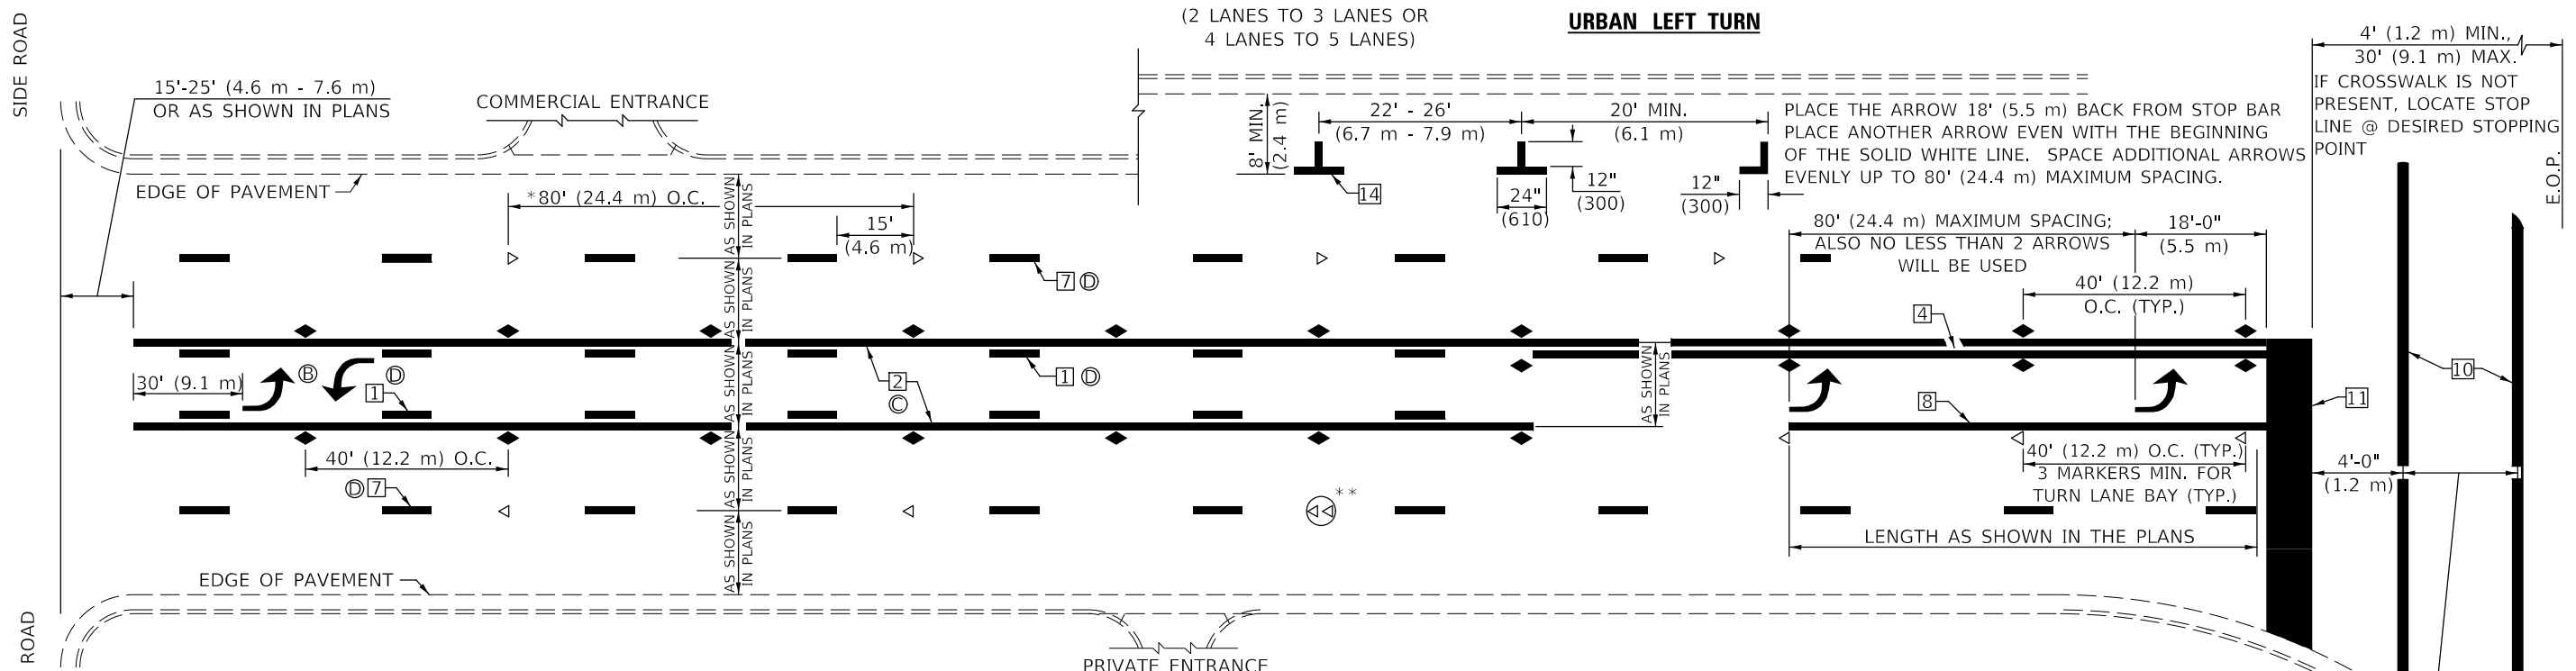 SIDE ROAD
15'-25' (4.6 m - 7.6 m)
OR AS SHOWN IN PLANS
COMMERCIAL ENTRANCE
EDGE OF PAVEMENT
(2 LANES TO 3 LANES OR
4 LANES TO 5 LANES)
URBAN LEFT TURN
8' MIN.
(2.4 m)
22' - 26'
(6.7 m - 7.9 m)
20' MIN.
(6.1 m)
14
24"
(610)
12"
(300)
12"
(300)
PLACE THE ARROW 18' (5.5 m) BACK FROM STOP BAR
PLACE ANOTHER ARROW EVEN WITH THE BEGINNING
OF THE SOLID WHITE LINE. SPACE ADDITIONAL ARROWS
EVENLY UP TO 80' (24.4 m) MAXIMUM SPACING.
4' (1.2 m) MIN.,
30' (9.1 m) MAX.
IF CROSSWALK IS NOT
PRESENT, LOCATE STOP
LINE @ DESIRED STOPPING
POINT
E.O.P.
*80' (24.4 m) O.C.
15'
(4.6 m)
AS SHOWN
IN PLANS
AS SHOWN
IN PLANS
AS SHOWN
IN PLANS
AS SHOWN
IN PLANS
AS SHOWN
IN PLANS
7 D
80' (24.4 m) MAXIMUM SPACING;
ALSO NO LESS THAN 2 ARROWS
WILL BE USED
18'-0"
(5.5 m)
40' (12.2 m)
O.C. (TYP.)
4
30' (9.1 m)
B
D
1
2
C
1 D
AS SHOWN
IN PLANS
8
10
11
40' (12.2 m) O.C.
D 7
**
40' (12.2 m) O.C. (TYP.)
3 MARKERS MIN. FOR
TURN LANE BAY (TYP.)
4'-0"
(1.2 m)
LENGTH AS SHOWN IN THE PLANS
EDGE OF PAVEMENT
ROAD
PRIVATE ENTRANCE